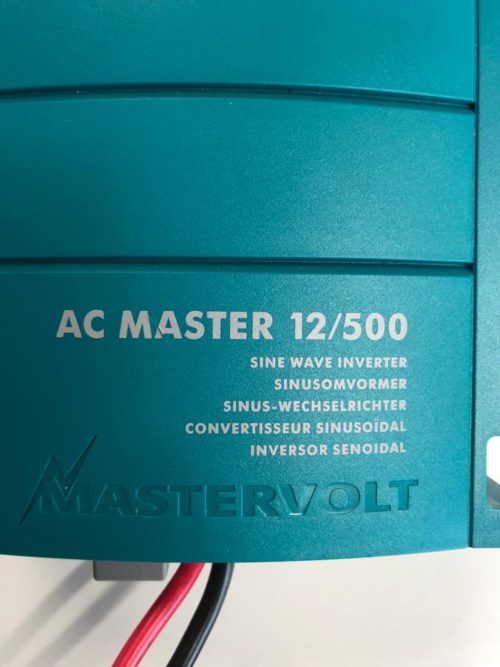 AC MASTER 12/500
SINE WAVE INVERTER
SINUSOMVORMER
SINUS-WECHSELRICHTER
CONVERTISSEUR SINUSOÏDAL
INVERSOR SENOIDAL
MASTERVOLT